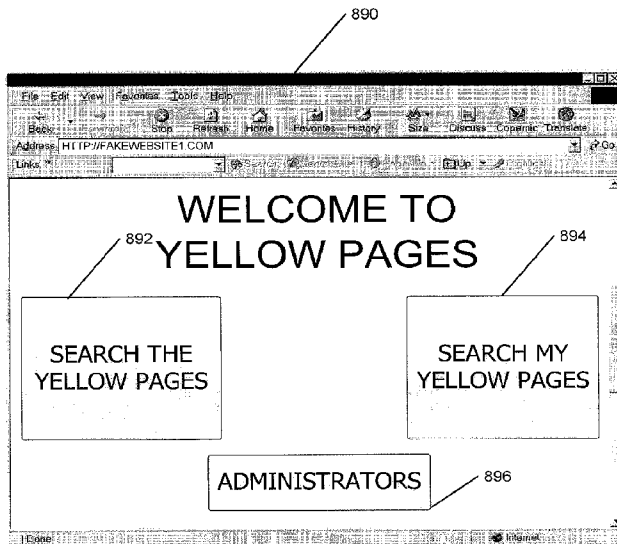 890
File Edit View Favorites Tools Help
Back Stop Refresh Home Favorites History Size Discuss Copernic Translate
Address HTTP://FAKEWEBSITE1.COM Go
Links
WELCOME TO
YELLOW PAGES
892
894
SEARCH THE
YELLOW PAGES
SEARCH MY
YELLOW PAGES
ADMINISTRATORS
896
Done Internet